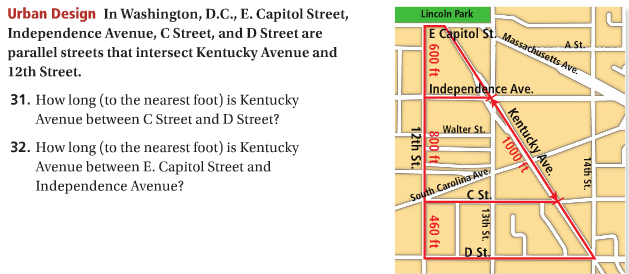 Urban Design In Washington, D.C., E. Capitol Street,
Independence Avenue, C Street, and D Street are
parallel streets that intersect Kentucky Avenue and
12th Street.
31. How long (to the nearest foot) is Kentucky
Avenue between C Street and D Street?
32. How long (to the nearest foot) is Kentucky
Avenue between E. Capitol Street and
Independence Avenue?
Lincoln Park
E Capitol St.
Massachusetts Ave.
A St.
600 ft
Independence Ave.
Kentucky Ave.
1000 ft
12th St.
800 ft
Walter St.
14th St.
South Carolina Ave.
C St.
13th St.
460 ft
D St.